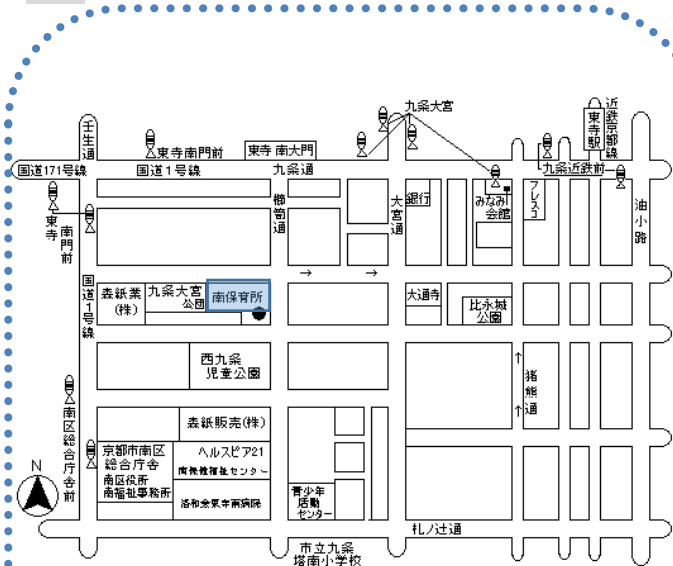 九条大宮
近鉄京都線
東寺駅
壬生通
東寺南門前
東寺 南大門
国道171号線
国道1号線
九条通
九条近鉄前
東寺南門前
櫛笥通
大宮通
銀行
みなみ
会館
フレスコ
油小路
国道1号線
→
→
森紙業
(株)
九条大宮
公団
南保育所
大通寺
比永城
公園
西九条
児童公園
↑
↑
猪熊通
南区総合庁舎前
森紙販売(株)
京都市南区
総合庁舎
南区役所
南福祉事務所
ヘルスピア21
南保健福祉センター
洛和会東寺南病院
青少年
活動
センター
N
札ノ辻通
市立九条
塔南小学校